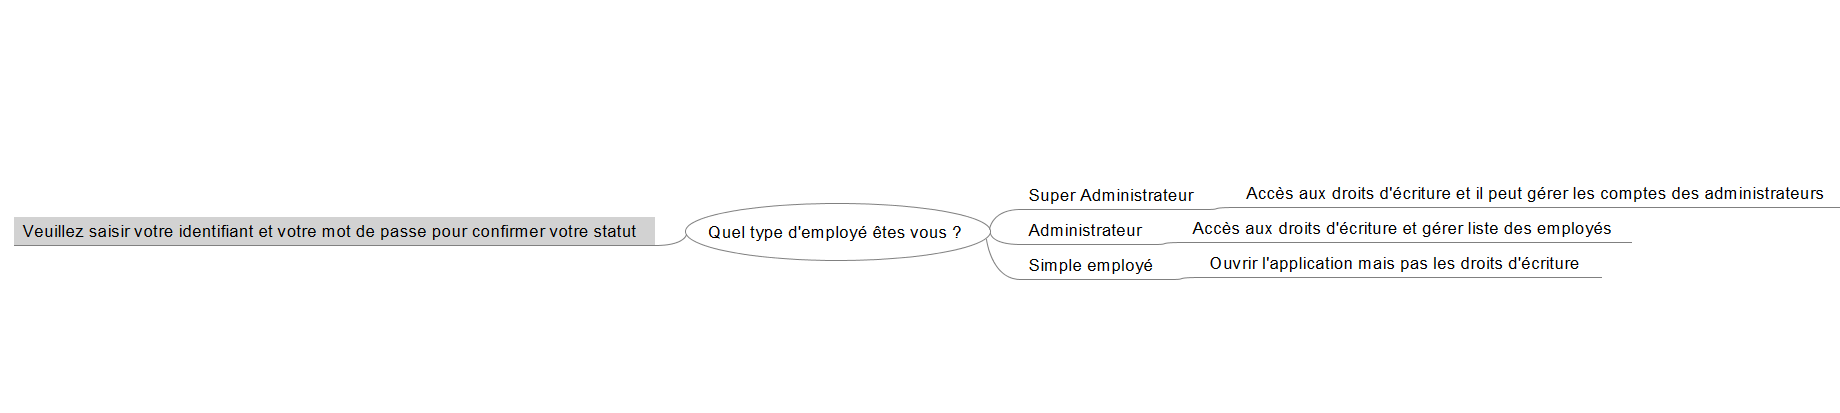 Veuillez saisir votre identifiant et votre mot de passe pour confirmer votre statut
Quel type d'employé êtes vous ?
Super Administrateur
Accès aux droits d'écriture et il peut gérer les comptes des administrateurs
Administrateur
Accès aux droits d'écriture et gérer liste des employés
Simple employé
Ouvrir l'application mais pas les droits d'écriture